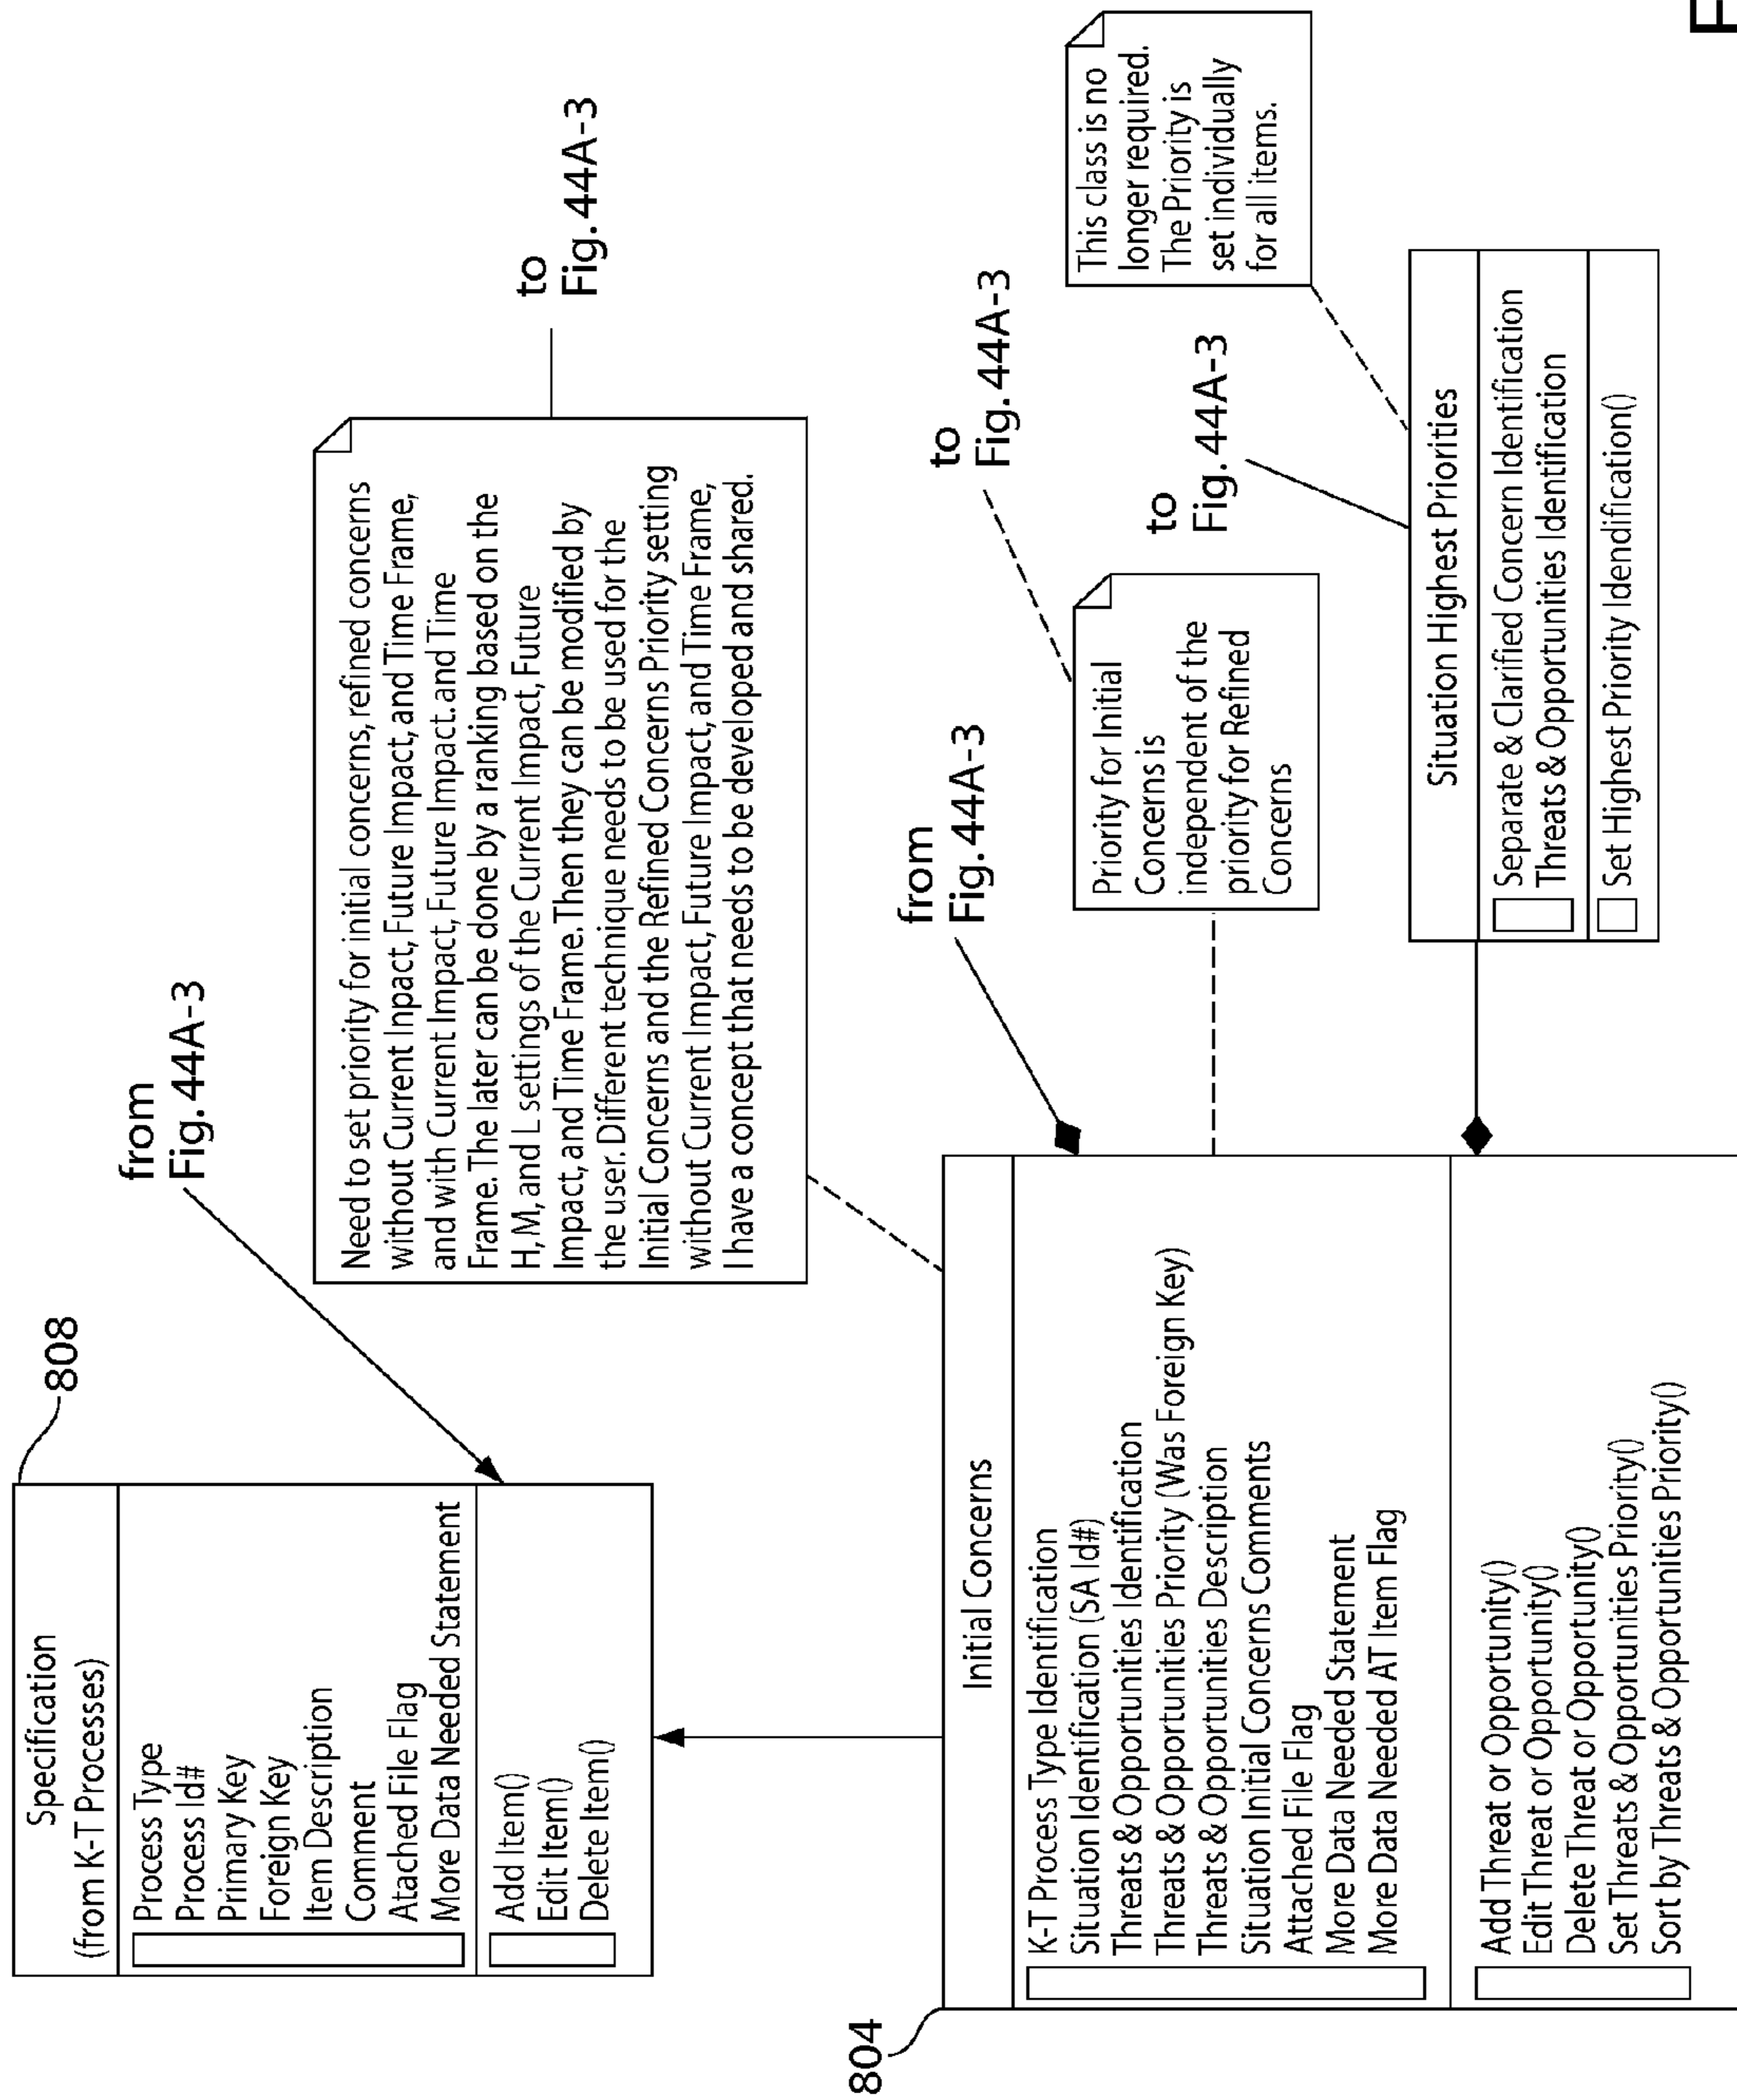 808
Specification
(from K-T Processes)
Process Type
Process Id#
Primary Key
Foreign Key
Item Description
Comment
Attached File Flag
More Data Needed Statement
Add Item()
Edit Item()
Delete Item()
from
Fig. 44A-3
Need to set priority for initial concerns, refined concerns
without Current Inpact, Future Impact, and Time Frame,
and with Current Impact, Future Impact. and Time
Frame. The later can be done by a ranking based on the
H, M, and L settings of the Current Impact, Future
Impact, and Time Frame. Then they can be modified by
the user. Different technique needs to be used for the
Initial Concerns and the Refined Concerns Priority setting
without Current Impact, Future Impact, and Time Frame,
I have a concept that needs to be developed and shared.
to
Fig. 44A-3
804
Initial Concerns
K-T Process Type Identification
Situation Identification (SA Id#)
Threats & Opportunities Identification
Threats & Opportunities Priority (Was Foreign Key)
Threats & Opportunities Description
Situation Initial Concerns Comments
Attached File Flag
More Data Needed Statement
More Data Needed AT Item Flag
Add Threat or Opportunity()
Edit Threat or Opportunity()
Delete Threat or Opportunity()
Set Threats & Opportunities Priority()
Sort by Threats & Opportunities Priority()
from
Fig. 44A-3
Priority for Initial
Concerns is
independent of the
priority for Refined
Concerns
to
Fig. 44A-3
to
Fig. 44A-3
This class is no
longer required.
The Priority is
set individually
for all items.
Situation Highest Priorities
Separate & Clarified Concern Identification
Threats & Opportunities Identification
Set Highest Priority Idendification()